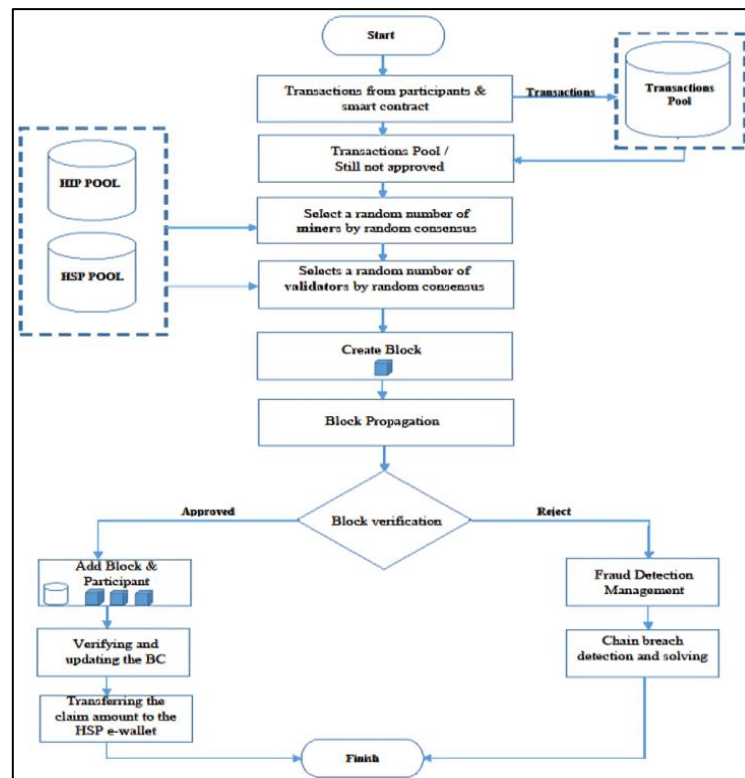 Start
Transactions from participants &
smart contract
Transactions
Transactions
Pool
Transactions Pool /
Still not approved
HIP POOL
Select a random number of
miners by random consensus
HSP POOL
Selects a random number of
validators by random consensus
Create Block
Block Propagation
Block verification
Approved
Reject
Add Block &
Participant
Fraud Detection
Management
Verifying and
updating the BC
Chain breach
detection and solving
Transferring the
claim amount to the
HSP e-wallet
Finish